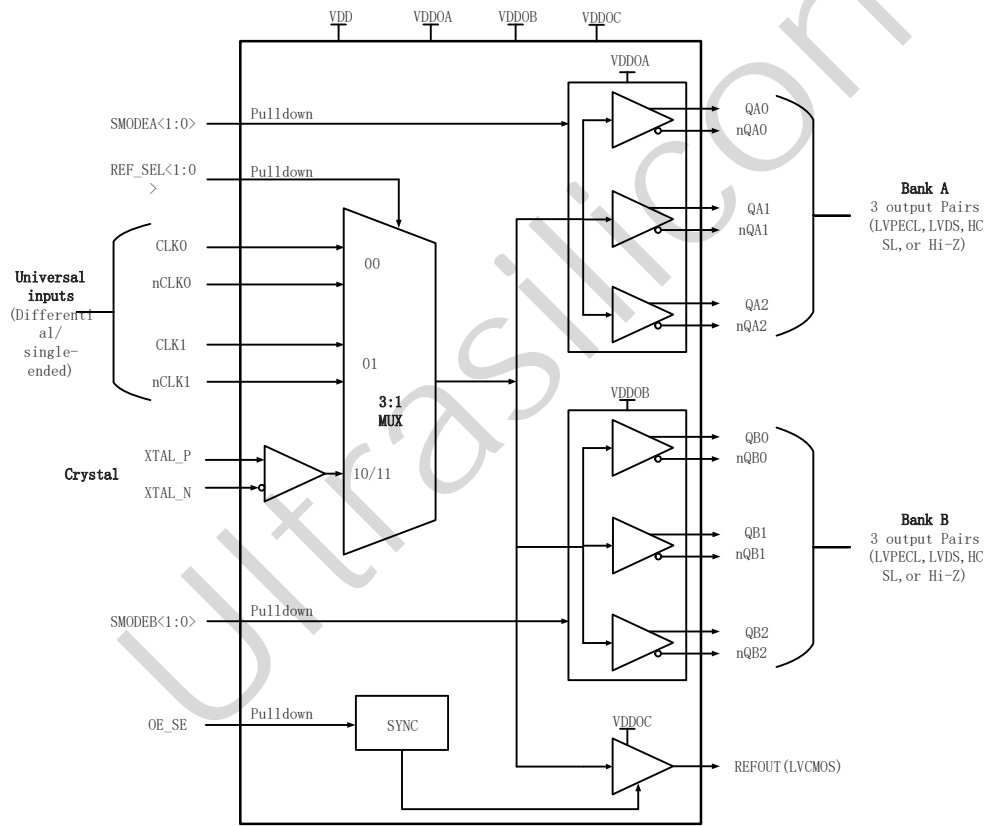 VDD
VDDOA
VDDOB
VDDOC
SMODEA<1:0>
Pulldown
REF_SEL<1:0
>
Pulldown
Universal
inputs
(Differenti
al/
single-
ended)
CLK0
nCLK0
CLK1
nCLK1
00
01
3:1
MUX
10/11
Crystal
XTAL_P
XTAL_N
SMODEB<1:0>
Pulldown
OE_SE
Pulldown
SYNC
VDDOA
QA0
nQA0
QA1
nQA1
QA2
nQA2
Bank A
3 output Pairs
(LVPECL,LVDS,HC
SL,or Hi-Z)
VDDOB
QB0
nQB0
QB1
nQB1
QB2
nQB2
Bank B
3 output Pairs
(LVPECL,LVDS,HC
SL,or Hi-Z)
VDDOC
REFOUT(LVCMOS)
Ultrasilicon